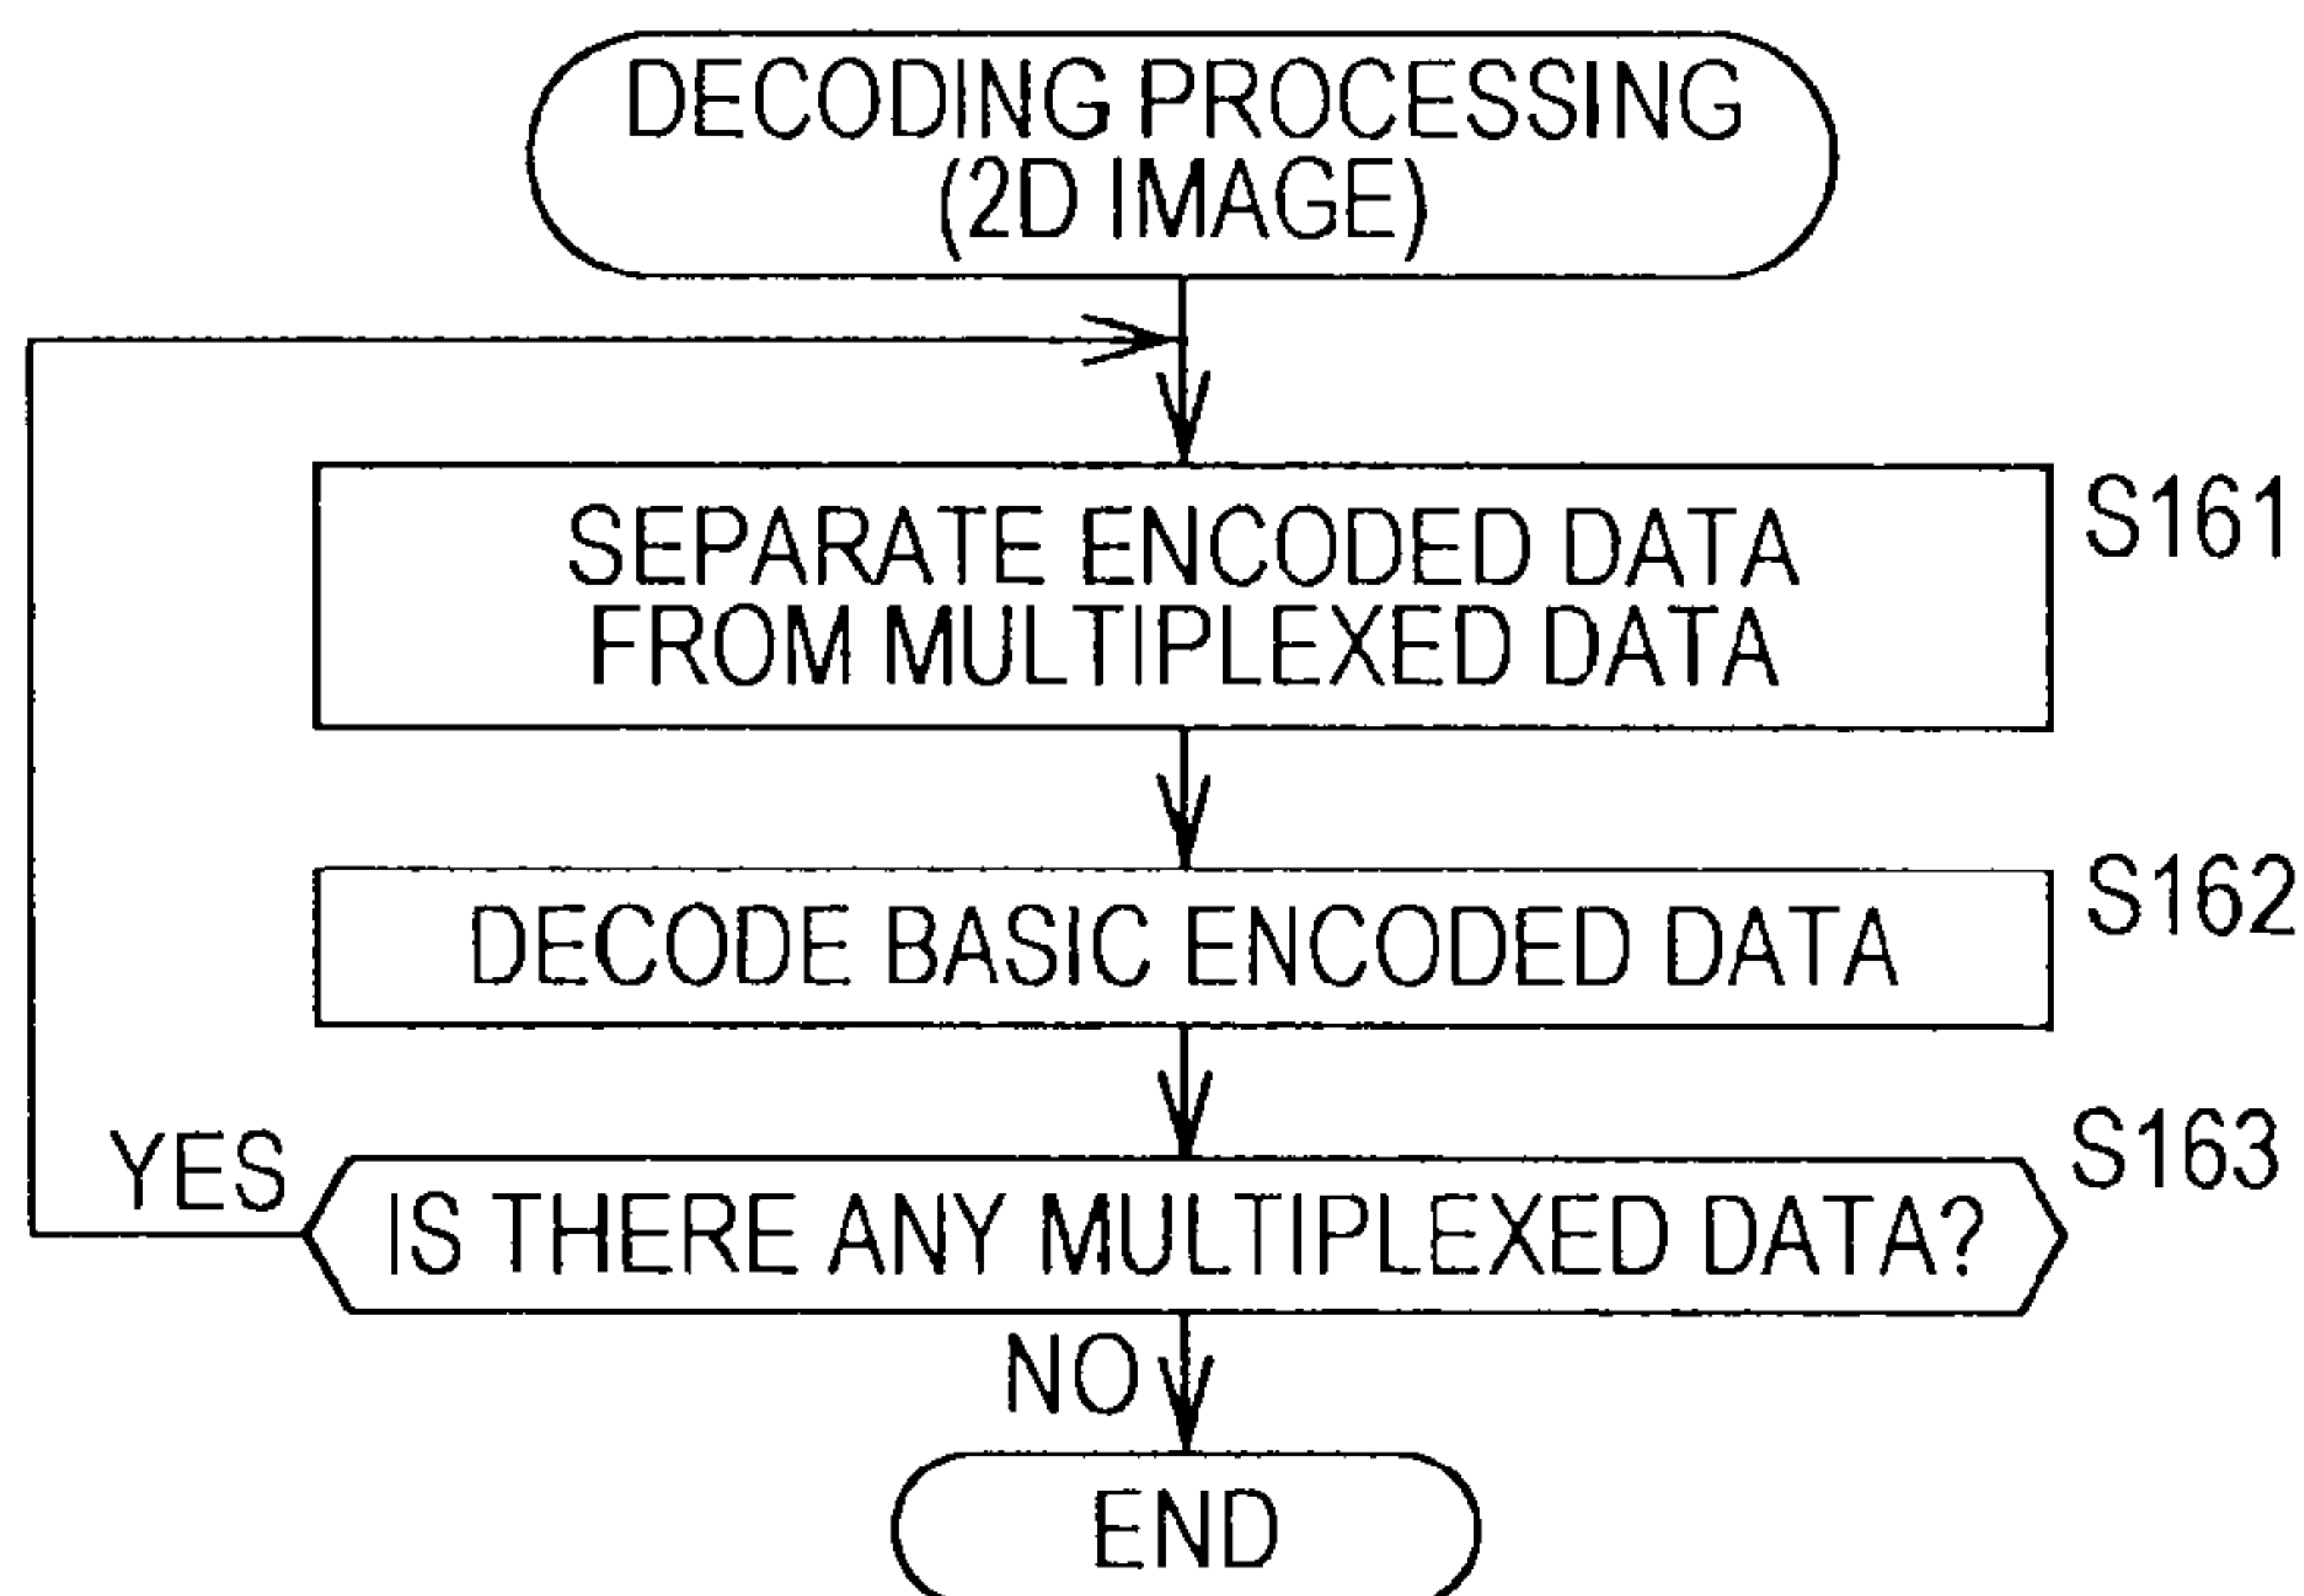 DECODING PROCESSING
(2D IMAGE)
SEPARATE ENCODED DATA
FROM MULTIPLEXED DATA
S161
DECODE BASIC ENCODED DATA
S162
IS THERE ANY MULTIPLEXED DATA?
S163
YES
NO
END